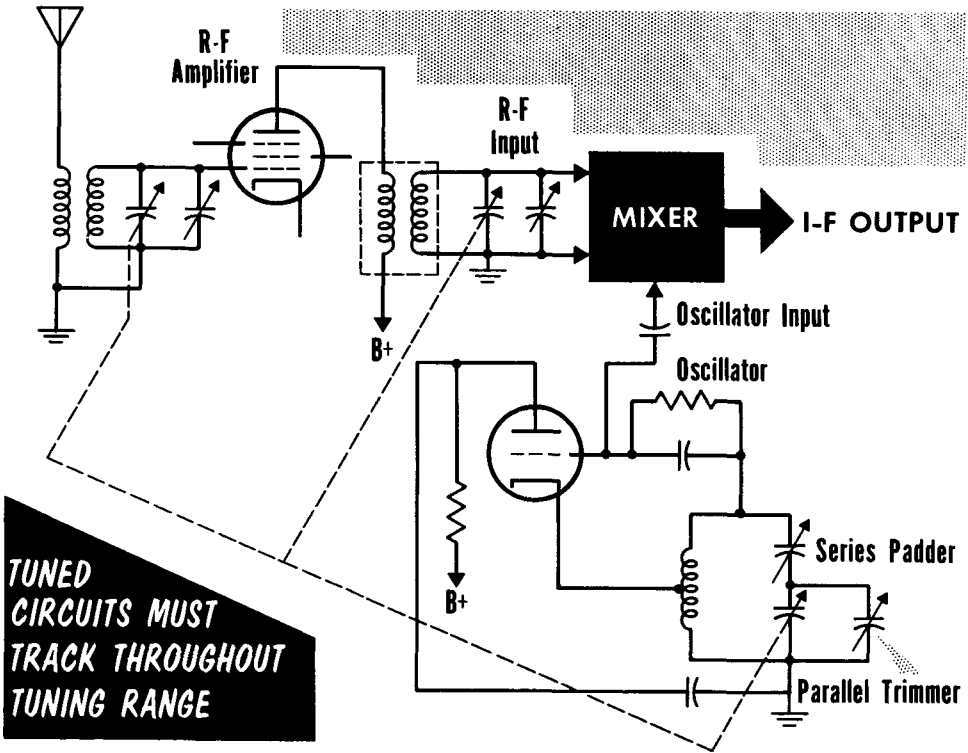 R-F
Amplifier
R-F
Input
MIXER
I-F OUTPUT
B+
Oscillator Input
Oscillator
Series Padder
B+
Parallel Trimmer
TUNED
CIRCUITS MUST
TRACK THROUGHOUT
TUNING RANGE